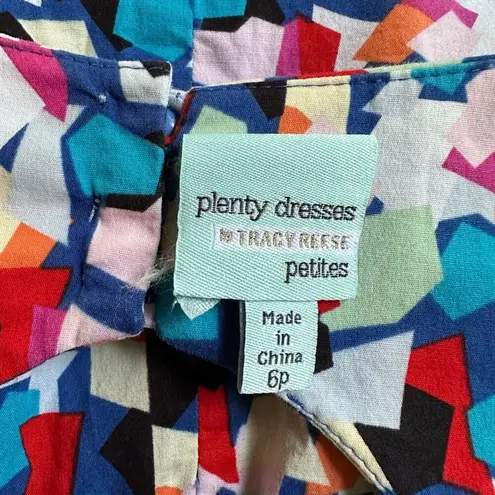 plenty dresses
by TRACY REESE
petites
Made
in
China
6p